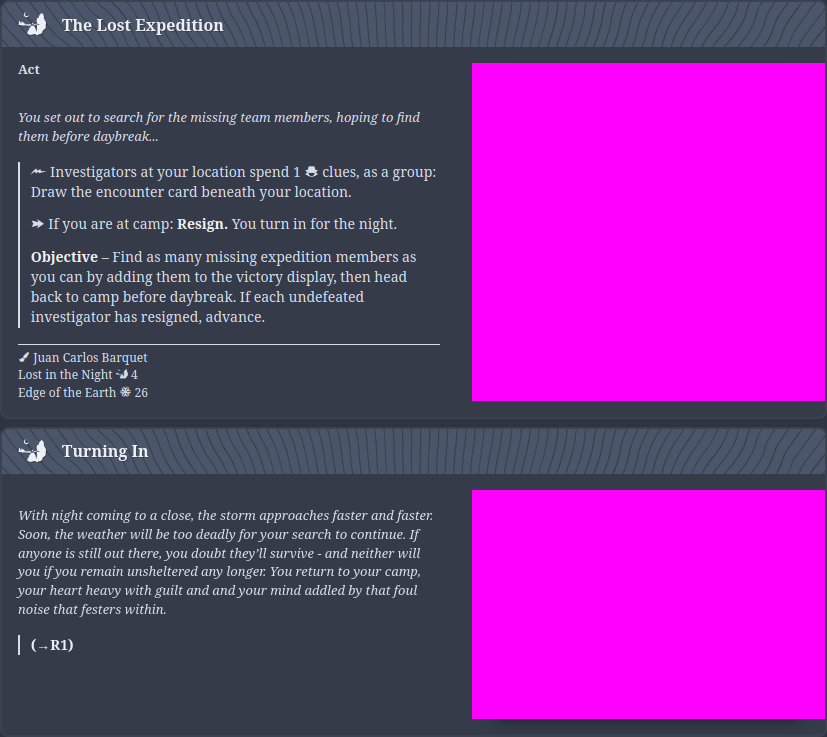 The Lost Expedition
Act
You set out to search for the missing team members, hoping to find
them before daybreak...
Investigators at your location spend 1 clues, as a group:
Draw the encounter card beneath your location.
If you are at camp: Resign. You turn in for the night.
Objective – Find as many missing expedition members as
you can by adding them to the victory display, then head
back to camp before daybreak. If each undefeated
investigator has resigned, advance.
Juan Carlos Barquet
Lost in the Night 4
Edge of the Earth 26
Turning In
With night coming to a close, the storm approaches faster and faster.
Soon, the weather will be too deadly for your search to continue. If
anyone is still out there, you doubt they'll survive - and neither will
you if you remain unsheltered any longer. You return to your camp,
your heart heavy with guilt and and your mind addled by that foul
noise that festers within.
(→R1)